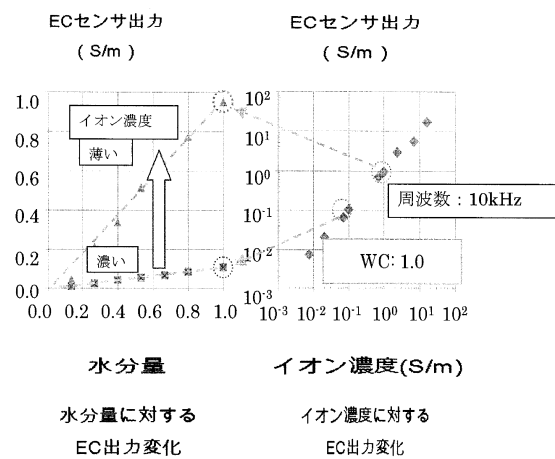 ECセンサ出力
(S/m)
ECセンサ出力
(S/m)
1.0
0.8
0.6
0.4
0.2
0.0
イオン濃度
薄い
濃い
0.0 0.2 0.4 0.6 0.8 1.0
10²
10¹
10⁰
10⁻¹
10⁻²
10⁻³
周波数：10kHz
WC: 1.0
10⁻³ 10⁻² 10⁻¹ 10⁰ 10¹ 10²
水分量
イオン濃度(S/m)
水分量に対する
EC出力変化
イオン濃度に対する
EC出力変化